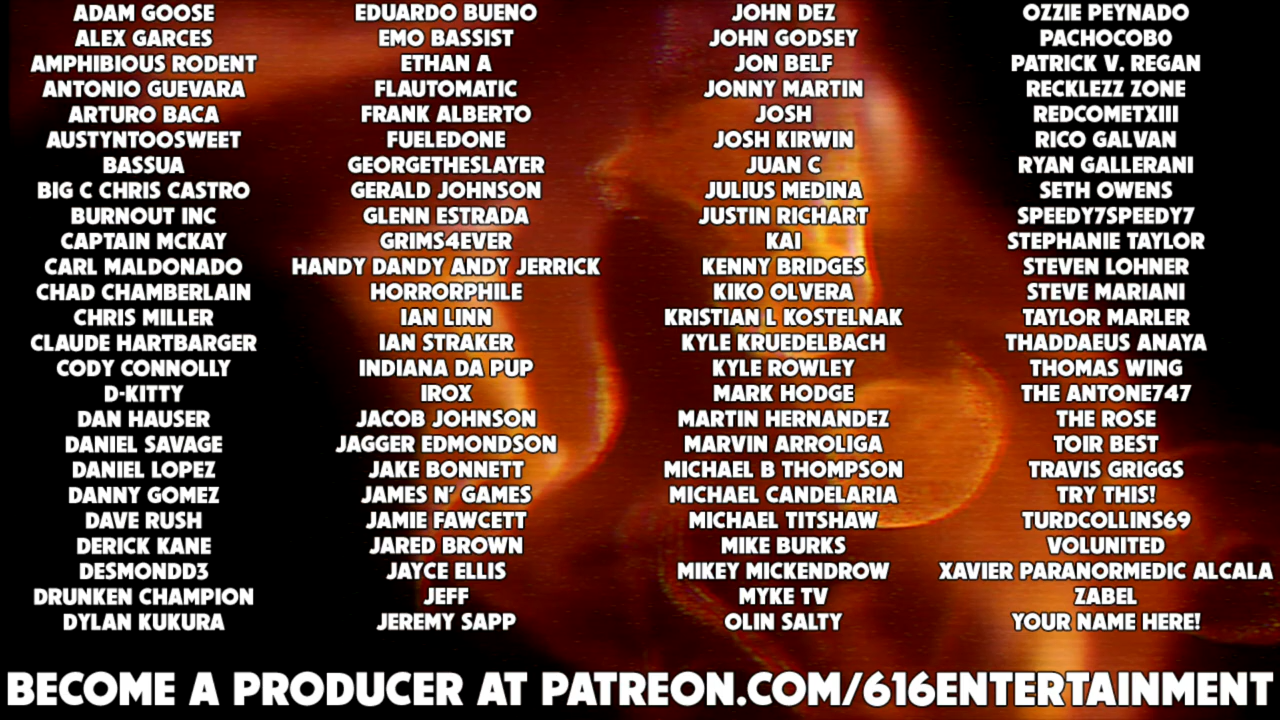 ADAM GOOSE
ALEX GARCES
AMPHIBIOUS RODENT
ANTONIO GUEVARA
ARTURO BACA
AUSTYNTOOSWEET
BASSUA
BIG C CHRIS CASTRO
BURNOUT INC
CAPTAIN MCKAY
CARL MALDONADO
CHAD CHAMBERLAIN
CHRIS MILLER
CLAUDE HARTBARGER
CODY CONNOLLY
D-KITTY
DAN HAUSER
DANIEL SAVAGE
DANIEL LOPEZ
DANNY GOMEZ
DAVE RUSH
DERICK KANE
DESMONDD3
DRUNKEN CHAMPION
DYLAN KUKURA
EDUARDO BUENO
EMO BASSIST
ETHAN A
FLAUTOMATIC
FRANK ALBERTO
FUELEDONE
GEORGETHESLAYER
GERALD JOHNSON
GLENN ESTRADA
GRIMS4EVER
HANDY DANDY ANDY JERRICK
HORRORPHILE
IAN LINN
IAN STRAKER
INDIANA DA PUP
IROX
JACOB JOHNSON
JAGGER EDMONDSON
JAKE BONNETT
JAMES N' GAMES
JAMIE FAWCETT
JARED BROWN
JAYCE ELLIS
JEFF
JEREMY SAPP
JOHN DEZ
JOHN GODSEY
JON BELF
JONNY MARTIN
JOSH
JOSH KIRWIN
JUAN C
JULIUS MEDINA
JUSTIN RICHART
KAI
KENNY BRIDGES
KIKO OLVERA
KRISTIAN L KOSTELNAK
KYLE KRUEDELBACH
KYLE ROWLEY
MARK HODGE
MARTIN HERNANDEZ
MARVIN ARROLIGA
MICHAEL B THOMPSON
MICHAEL CANDELARIA
MICHAEL TITSHAW
MIKE BURKS
MIKEY MICKENDROW
MYKE TV
OLIN SALTY
OZZIE PEYNADO
PACHOCOB0
PATRICK V. REGAN
RECKLEZZ ZONE
REDCOMETXIII
RICO GALVAN
RYAN GALLERANI
SETH OWENS
SPEEDY7SPEEDY7
STEPHANIE TAYLOR
STEVEN LOHNER
STEVE MARIANI
TAYLOR MARLER
THADDAEUS ANAYA
THOMAS WING
THE ANTONE747
THE ROSE
TOIR BEST
TRAVIS GRIGGS
TRY THIS!
TURDCOLLINS69
VOLUNITED
XAVIER PARANORMEDIC ALCALA
ZABEL
YOUR NAME HERE!
BECOME A PRODUCER AT PATREON.COM/616ENTERTAINMENT